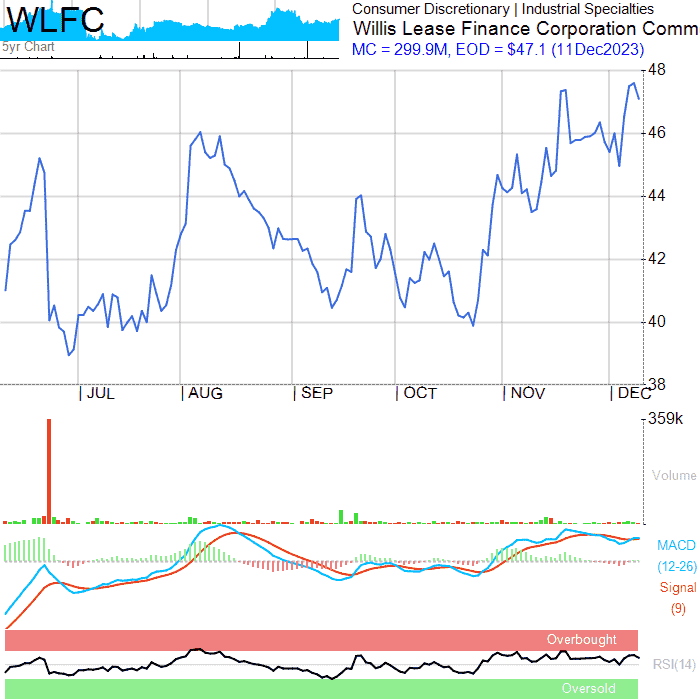 WLFC
5yr Chart
Consumer Discretionary | Industrial Specialties
Willis Lease Finance Corporation Comm
MC = 299.9M, EOD = $47.1 (11Dec2023)
48
46
44
42
40
38
| JUL | AUG | SEP | OCT | NOV | DEC
359k
Volume
MACD
(12-26)
Signal
(9)
Overbought
RSI(14)
Oversold